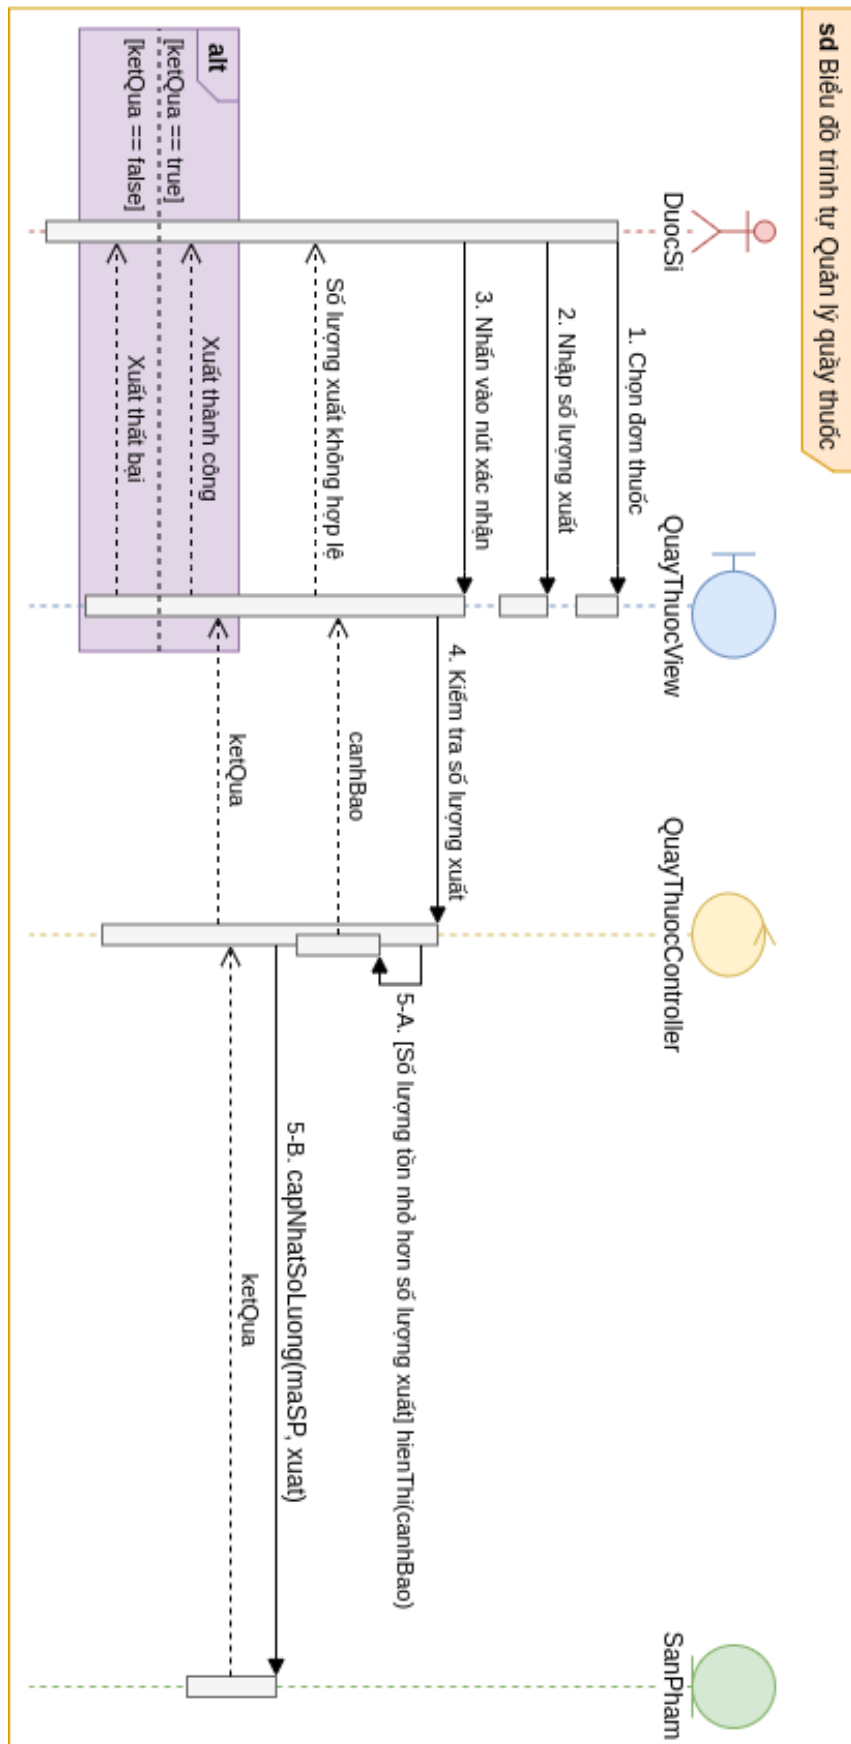 sd Biểu đồ trình tự Quản lý quầy thuốc
DuocSi
QuayThuocView
QuayThuocController
SanPham
1. Chọn đơn thuốc
2. Nhập số lượng xuất
3. Nhấn vào nút xác nhận
4. Kiểm tra số lượng xuất
5-A. [Số lượng tồn nhỏ hơn số lượng xuất] hienThi(canhBao)
canhBao
Số lượng xuất không hợp lệ
5-B. capNhatSoLuong(maSP, xuat)
ketQua
ketQua
alt
[ketQua == true]
Xuất thành công
[ketQua == false]
Xuất thất bại